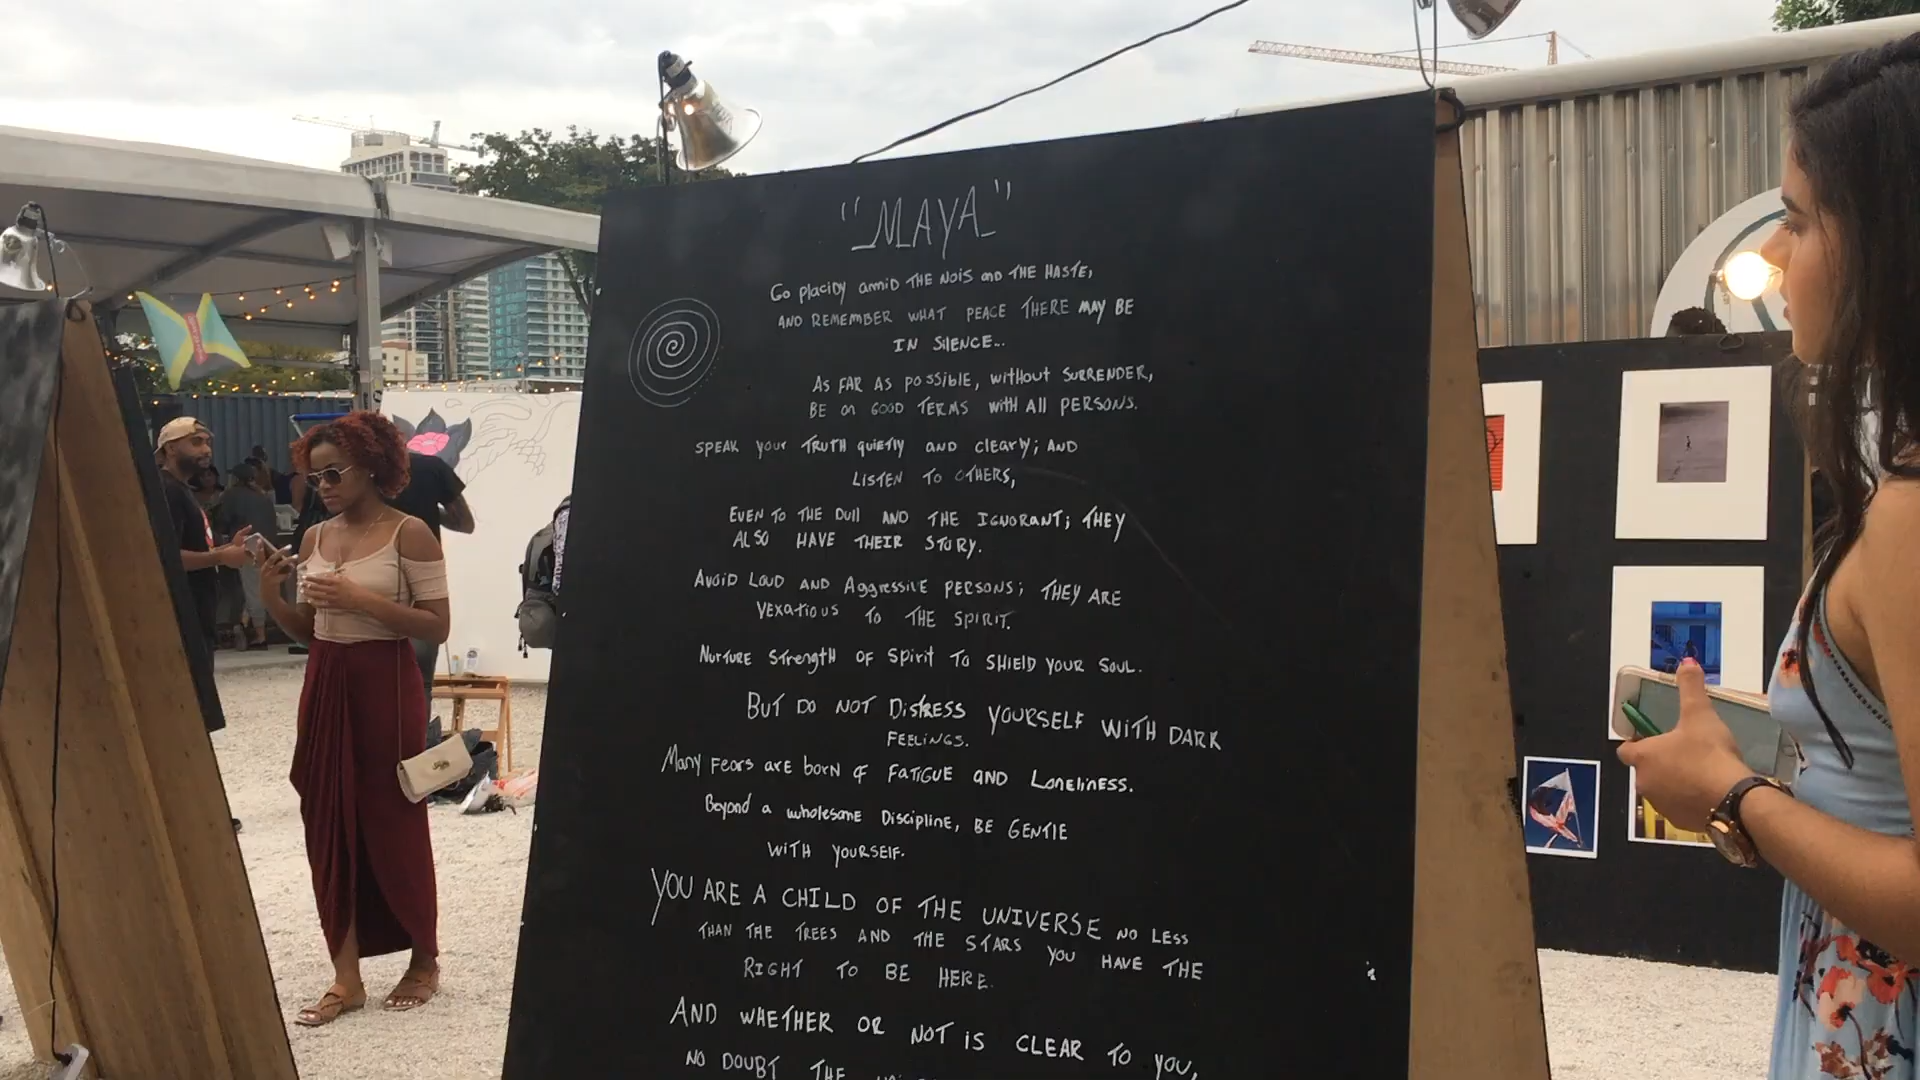 "MAYA"
Go placidy amid THE NOIS and THE HASTE,
AND REMEMBER WHAT PEACE THERE MAY BE
IN SILENCE...
AS FAR AS possible, without SURRENDER,
BE on GOOD TERMS with All PERSONS.
SPEAK your TRUTH quietly and clearly; AND
LISTEN TO OTHERS,
EVEN TO THE Dull AND THE IGNORANT; THEY
ALSO HAVE THEIR STORY.
AVOID LOUD AND Aggressive PERSONS; THEY ARE
VEXATIOUS TO THE SPIRIT.
NURTURE STRENGTH OF Spirit TO SHIELD YOUR SOUL.
BUT DO NOT DISTRESS YOURSELF WITH DARK
FEELINGS.
Many Fears are born of FATIGUE AND LONELINESS.
Beyond a wholesome Discipline, BE GENTLE
WITH YOURSELF.
YOU ARE A CHILD OF THE UNIVERSE NO LESS
THAN THE TREES AND THE STARS YOU HAVE THE
RIGHT TO BE HERE.
AND WHETHER OR NOT IS CLEAR TO YOU,
NO DOUBT THE